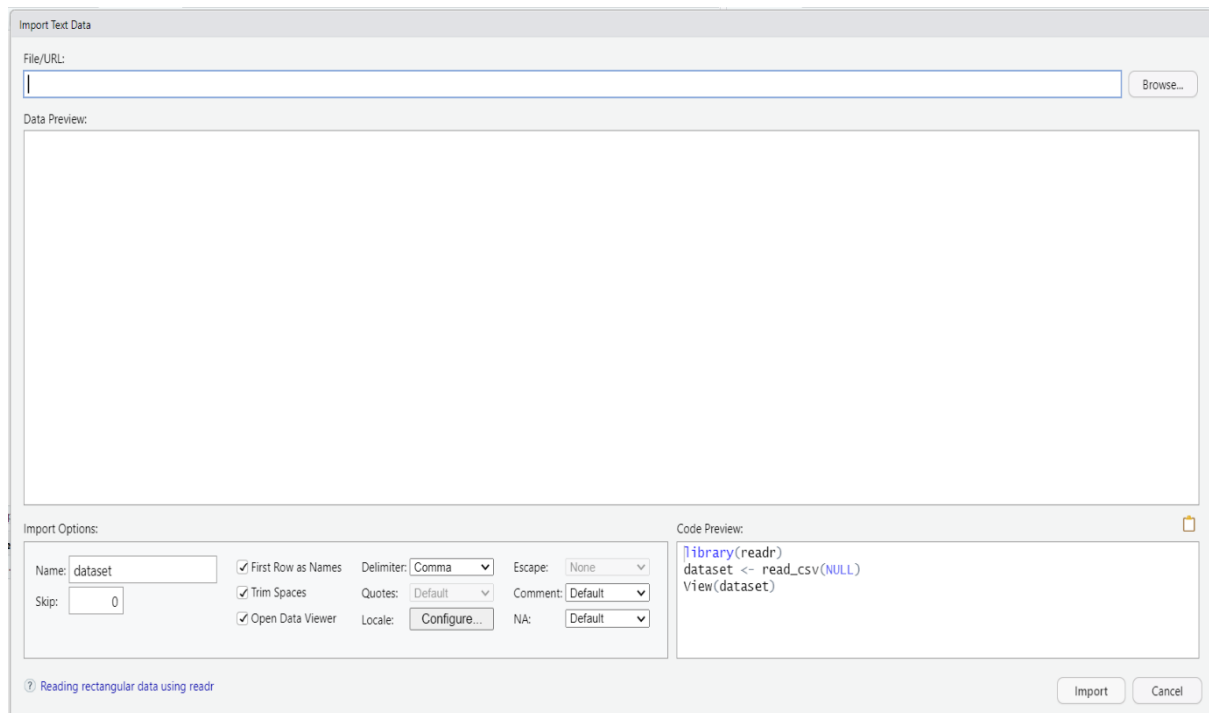 Import Text Data
File/URL:
Browse...
Data Preview:
Import Options:
Name: dataset
Skip: 0
First Row as Names
Trim Spaces
Open Data Viewer
Delimiter: Comma
Quotes: Default
Locale: Configure...
Escape: None
Comment: Default
NA: Default
Code Preview:
library(readr)
dataset <- read_csv(NULL)
View(dataset)
? Reading rectangular data using readr
Import
Cancel